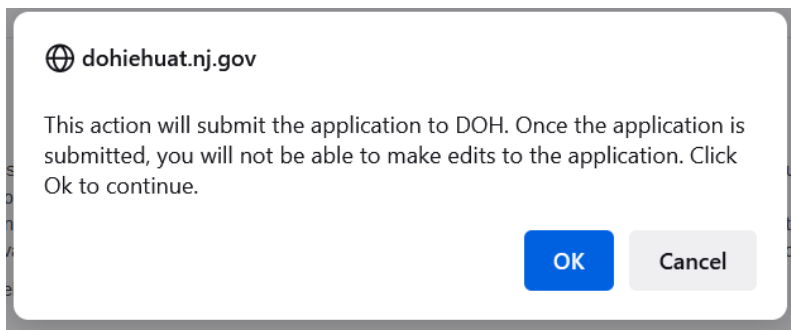 dohiehuat.nj.gov
This action will submit the application to DOH. Once the application is
submitted, you will not be able to make edits to the application. Click
Ok to continue.
OK
Cancel